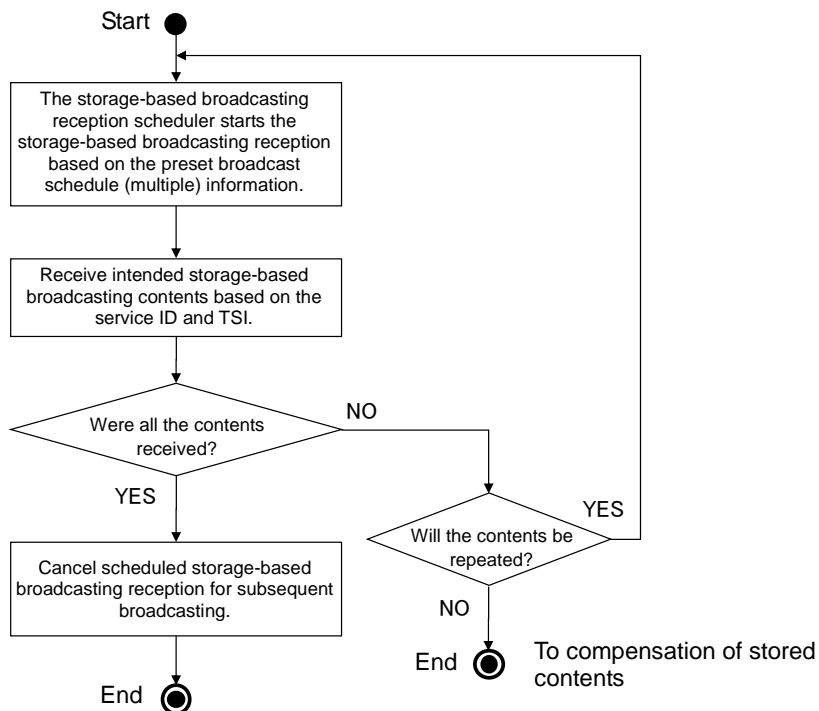 Start
The storage-based broadcasting
reception scheduler starts the
storage-based broadcasting reception
based on the preset broadcast
schedule (multiple) information.
Receive intended storage-based
broadcasting contents based on the
service ID and TSI.
Were all the contents
received?
NO
YES
Will the contents be
repeated?
YES
NO
Cancel scheduled storage-based
broadcasting reception for subsequent
broadcasting.
End
To compensation of stored
contents
End